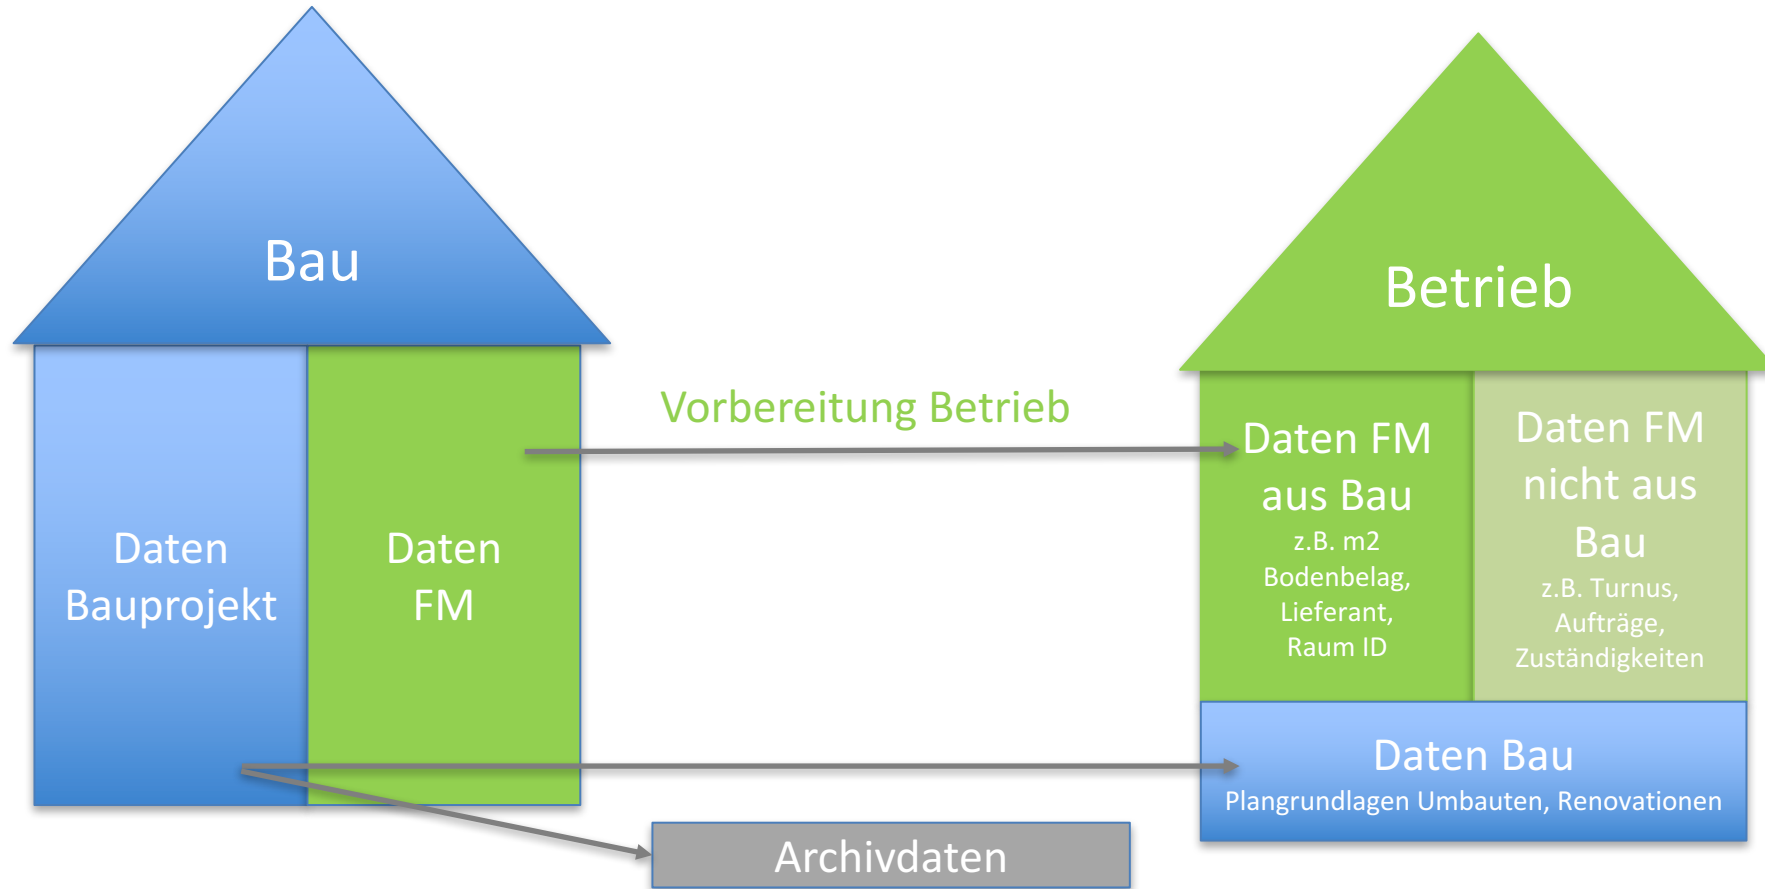 Bau
Daten
Bauprojekt
Daten
FM
Vorbereitung Betrieb
Archivdaten
Betrieb
Daten FM
aus Bau
z.B. m2
Bodenbelag,
Lieferant,
Raum ID
Daten FM
nicht aus
Bau
z.B. Turnus,
Aufträge,
Zuständigkeiten
Daten Bau
Plangrundlagen Umbauten, Renovationen